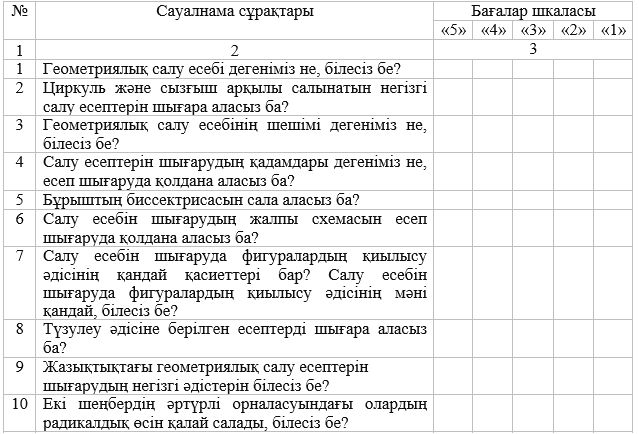 № Сауалнама сұрақтары Бағалар шкаласы
«5» «4» «3» «2» «1»
1 2 3
1 Геометриялық салу есебі дегеніміз не, білесіз бе?
2 Циркуль және сызғыш арқылы салынатын негізгі
салу есептерін шығара аласыз ба?
3 Геометриялық салу есебінің шешімі дегеніміз не,
білесіз бе?
4 Салу есептерін шығарудың қадамдары дегеніміз не,
есеп шығаруда қолдана аласыз ба?
5 Бұрыштың биссектрисасын сала аласыз ба?
6 Салу есебін шығарудың жалпы схемасын есеп
шығаруда қолдана аласыз ба?
7 Салу есебін шығаруда фигуралардың қиылысу
әдісінің қандай қасиеттері бар? Салу есебін
шығаруда фигуралардың қиылысу әдісінің мәні
қандай, білесіз бе?
8 Түзулеу әдісіне берілген есептерді шығара аласыз
ба?
9 Жазықтықтағы геометриялық салу есептерін
шығарудың негізгі әдістерін білесіз бе?
10 Екі шеңбердің әртүрлі орналасуындағы олардың
радикалдық өсін қалай салады, білесіз бе?